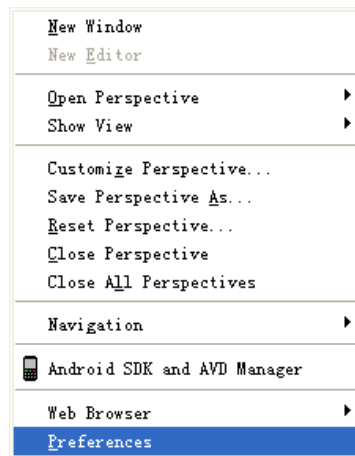 New Window
New Editor
Open Perspective
Show View
Customize Perspective...
Save Perspective As...
Reset Perspective...
Close Perspective
Close All Perspectives
Navigation
Android SDK and AVD Manager
Web Browser
Preferences